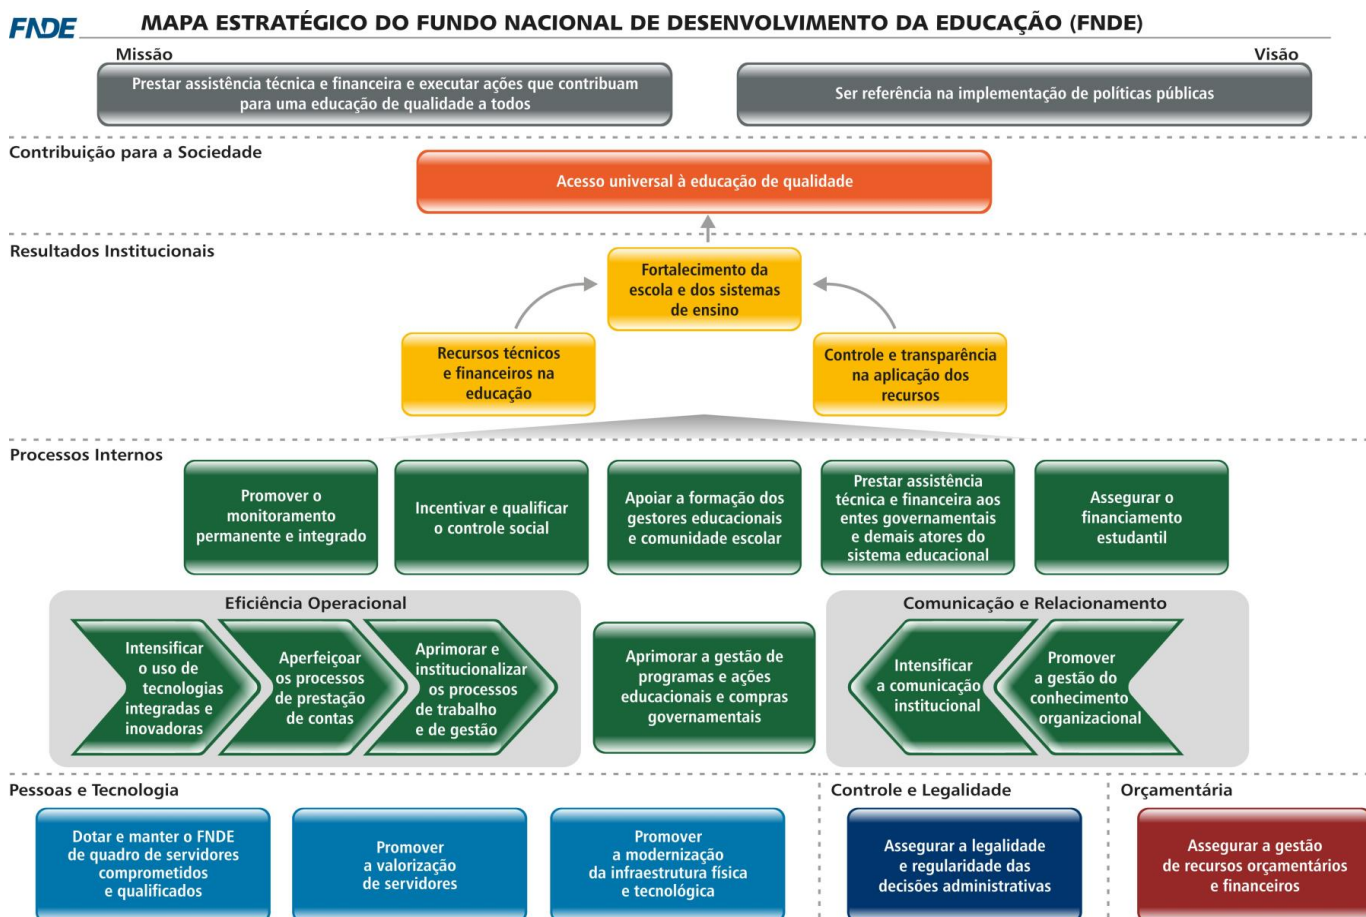 FNDE
MAPA ESTRATÉGICO DO FUNDO NACIONAL DE DESENVOLVIMENTO DA EDUCAÇÃO (FNDE)
Missão
Prestar assistência técnica e financeira e executar ações que contribuam
para uma educação de qualidade a todos
Visão
Ser referência na implementação de políticas públicas
Contribuição para a Sociedade
Acesso universal à educação de qualidade
Resultados Institucionais
Fortalecimento da
escola e dos sistemas
de ensino
Recursos técnicos
e financeiros na
educação
Controle e transparência
na aplicação dos
recursos
Processos Internos
Promover o
monitoramento
permanente e integrado
Incentivar e qualificar
o controle social
Apoiar a formação dos
gestores educacionais
e comunidade escolar
Prestar assistência
técnica e financeira aos
entes governamentais
e demais atores do
sistema educacional
Assegurar o
financiamento
estudantil
Eficiência Operacional
Intensificar
o uso de
tecnologias
integradas e
inovadoras
Aperfeiçoar
os processos
de prestação
de contas
Aprimorar e
institucionalizar
os processos
de trabalho
e de gestão
Aprimorar a gestão de
programas e ações
educacionais e compras
governamentais
Comunicação e Relacionamento
Intensificar
a comunicação
institucional
Promover
a gestão do
conhecimento
organizacional
Pessoas e Tecnologia
Dotar e manter o FNDE
de quadro de servidores
comprometidos
e qualificados
Promover
a valorização
de servidores
Promover
a modernização
da infraestrutura física
e tecnológica
Controle e Legalidade
Assegurar a legalidade
e regularidade das
decisões administrativas
Orçamentária
Assegurar a gestão
de recursos orçamentários
e financeiros